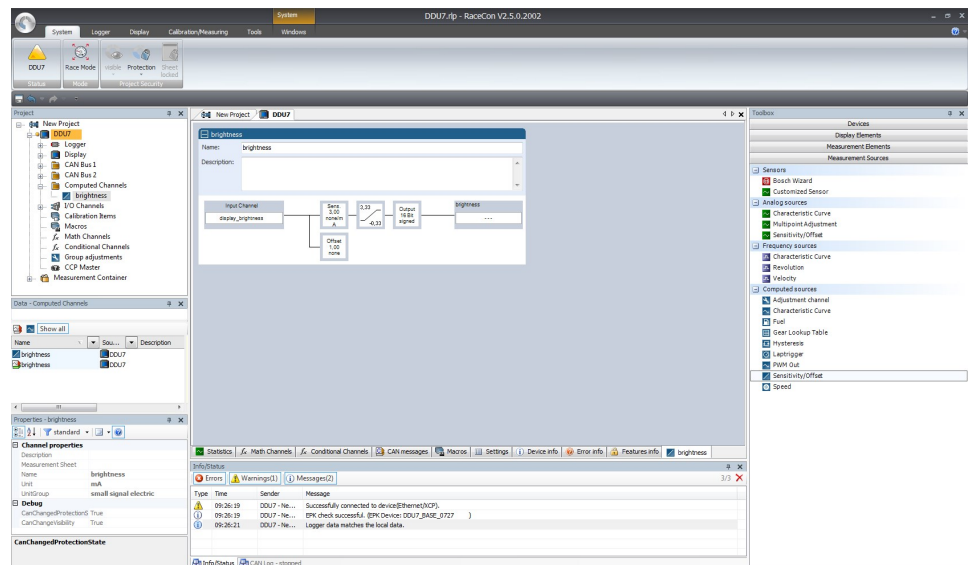 System
DDU7.rlp - RaceCon V2.5.0.2002
System Logger Display Calibration/Measuring Tools Windows
DDU7 Race Mode visible Protection Sheet locked
Status Mode Project Security
Project
New Project
DDU7
Logger
Display
CAN Bus 1
CAN Bus 2
Computed Channels
brightness
I/O Channels
Calibration Items
Macros
Math Channels
Conditional Channels
Group adjustments
CCP Master
Measurement Container
Data - Computed Channels
Show all
Name Sou... Description
brightness DDU7
brightness DDU7
Properties - brightness
standard
Channel properties
Description
Measurement Sheet
Name brightness
Unit mA
UnitGroup small signal electric
Debug
CanChangedProtectionS True
CanChangeVisibility True
CanChangedProtectionState
New Project DDU7
brightness
Name: brightness
Description:
Input Channel
display_brightness
Sens
3,00
none/m
A
3,33
-0,33
Output
16 Bit
signed
brightness
---
Offset
1,00
none
Statistics Math Channels Conditional Channels CAN messages Macros Settings Device info Error info Features info brightness
Info/Status
Errors Warnings(1) Messages(2) 3/3
Type Time Sender Message
09:26:19 DDU7 - Ne... Successfully connected to device(Ethernet/XCP).
09:26:19 DDU7 - Ne... EPK check successful. (EPK Device: DDU7_BASE_0727 )
09:26:21 DDU7 - Ne... Logger data matches the local data.
Info/Status CAN Log - stopped
Toolbox
Devices
Display Elements
Measurement Elements
Measurement Sources
Sensors
Bosch Wizard
Customized Sensor
Analog sources
Characteristic Curve
Multipoint Adjustment
Sensitivity/Offset
Frequency sources
Characteristic Curve
Revolution
Velocity
Computed sources
Adjustment channel
Characteristic Curve
Fuel
Gear Lookup Table
Hysteresis
Laptrigger
PWM Out
Sensitivity/Offset
Speed